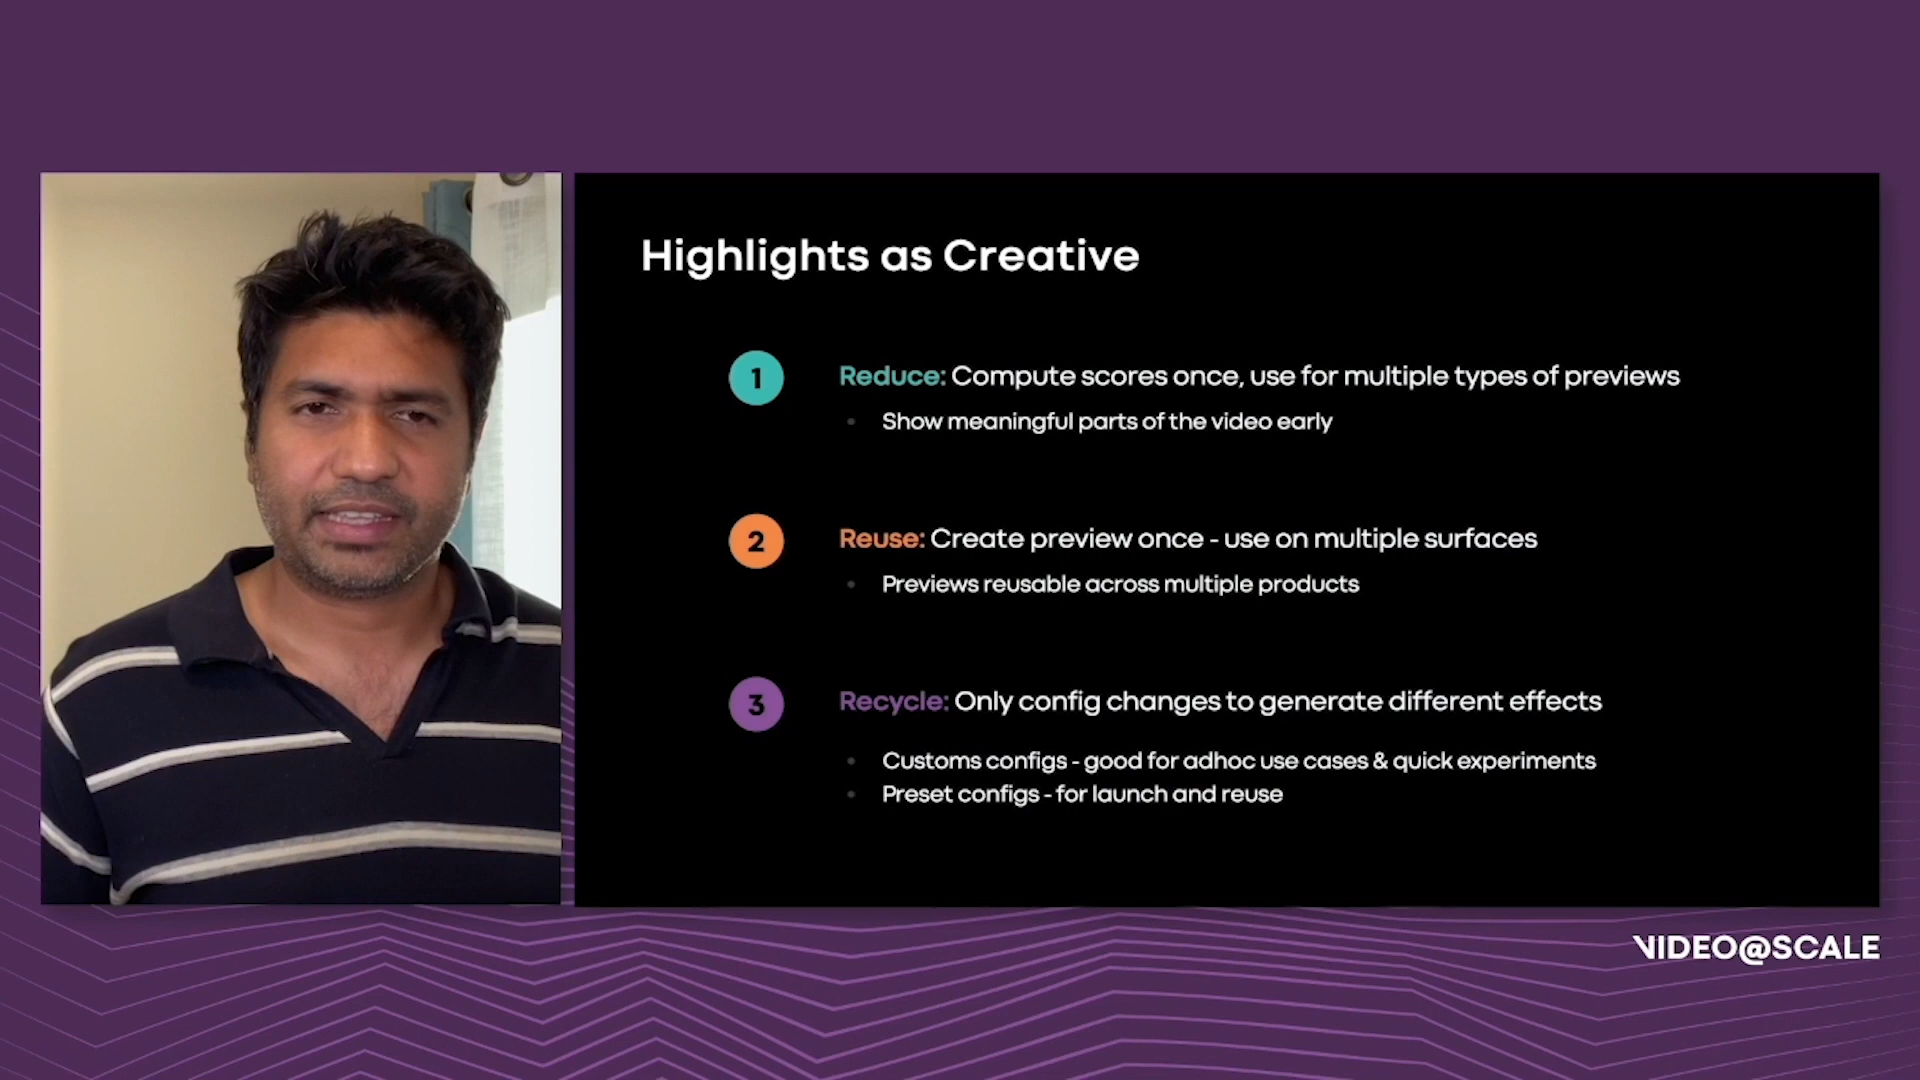 Highlights as Creative
1
Reduce: Compute scores once, use for multiple types of previews
Show meaningful parts of the video early
2
Reuse: Create preview once - use on multiple surfaces
Previews reusable across multiple products
3
Recycle: Only config changes to generate different effects
Customs configs - good for adhoc use cases & quick experiments
Preset configs - for launch and reuse
VIDEO@SCALE